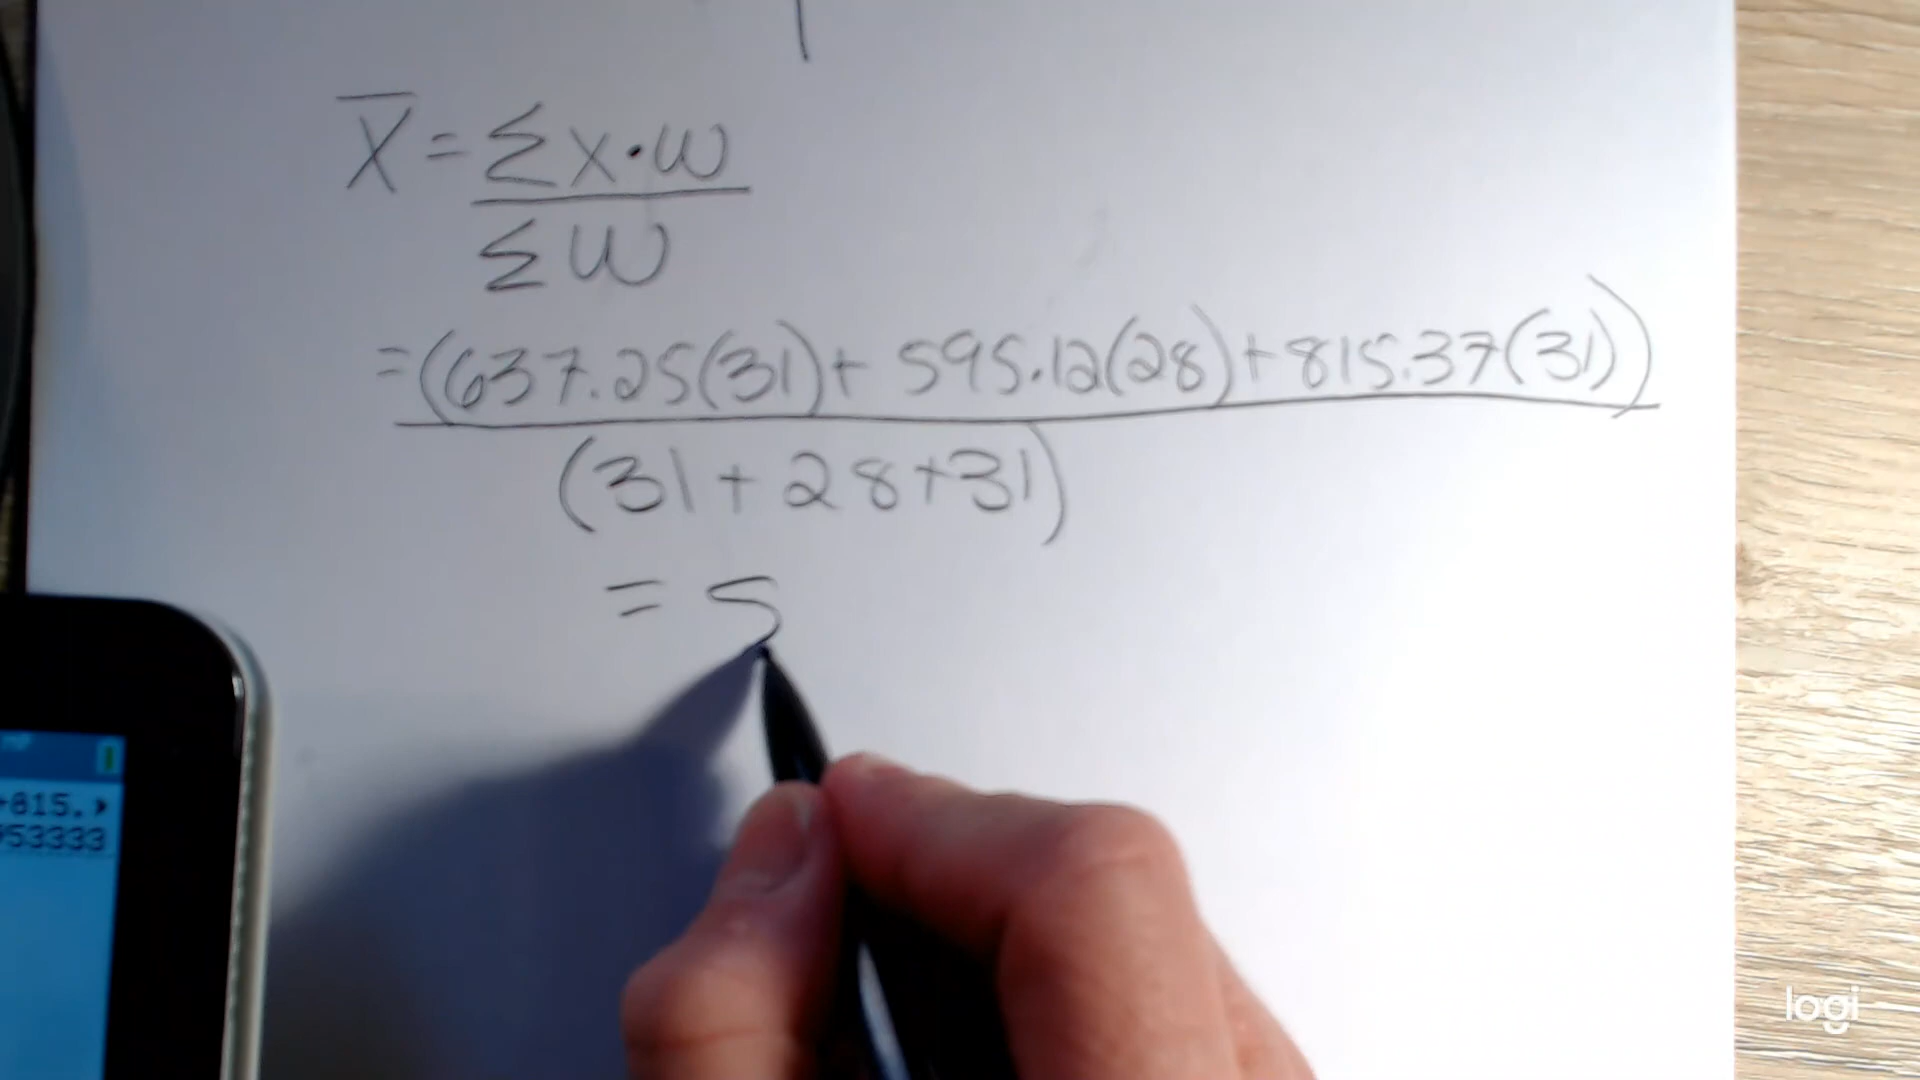 X̄ = Σx·w
Σw
= (637.25(31) + 595.12(28) + 815.37(31))
(31 + 28 + 31)
= 5
+815.
53333
logi